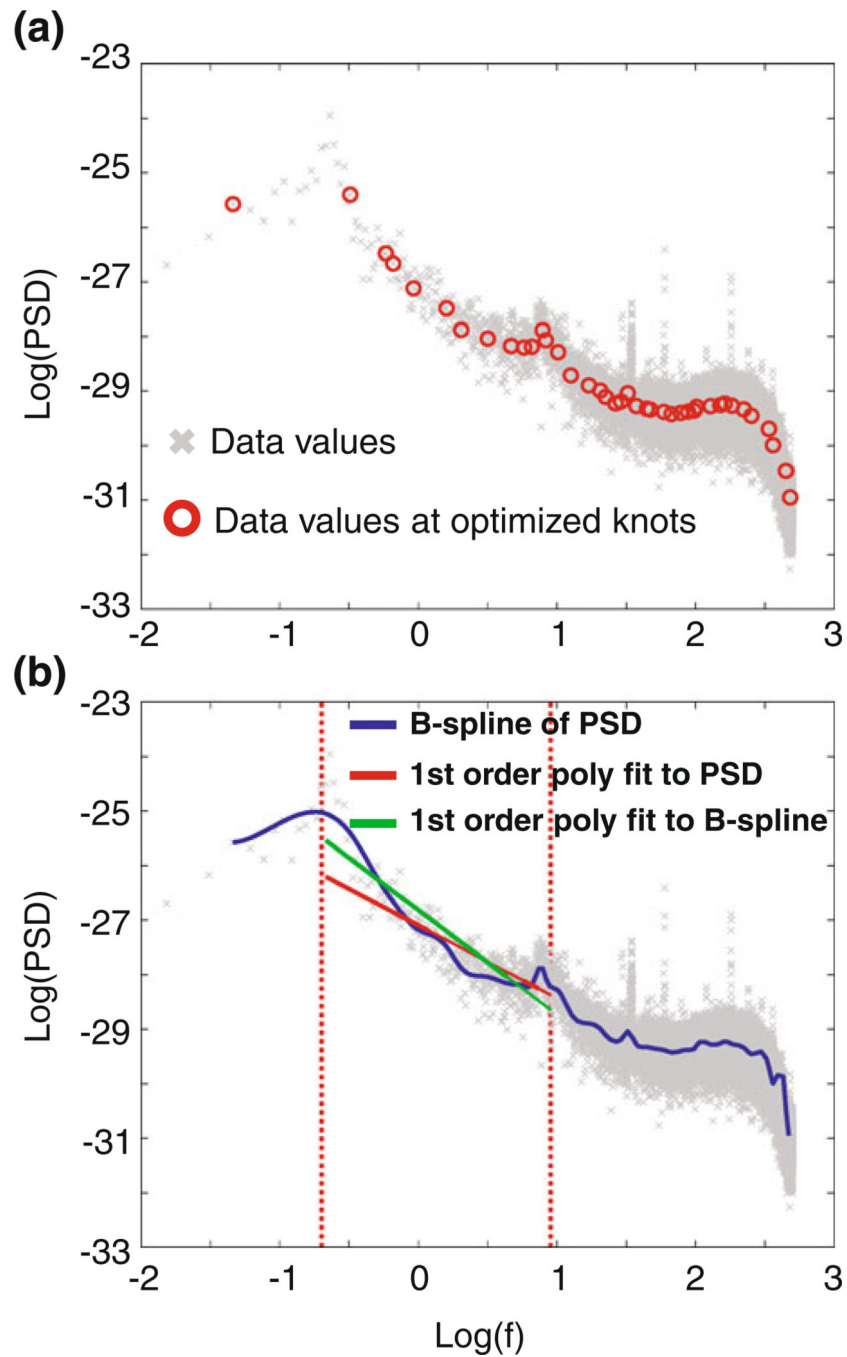 (a)
-23
-25
-27
-29
-31
-33
Log(PSD)
Data values
Data values at optimized knots
-2 -1 0 1 2 3
(b)
-23
-25
-27
-29
-31
-33
Log(PSD)
B-spline of PSD
1st order poly fit to PSD
1st order poly fit to B-spline
-2 -1 0 1 2 3
Log(f)